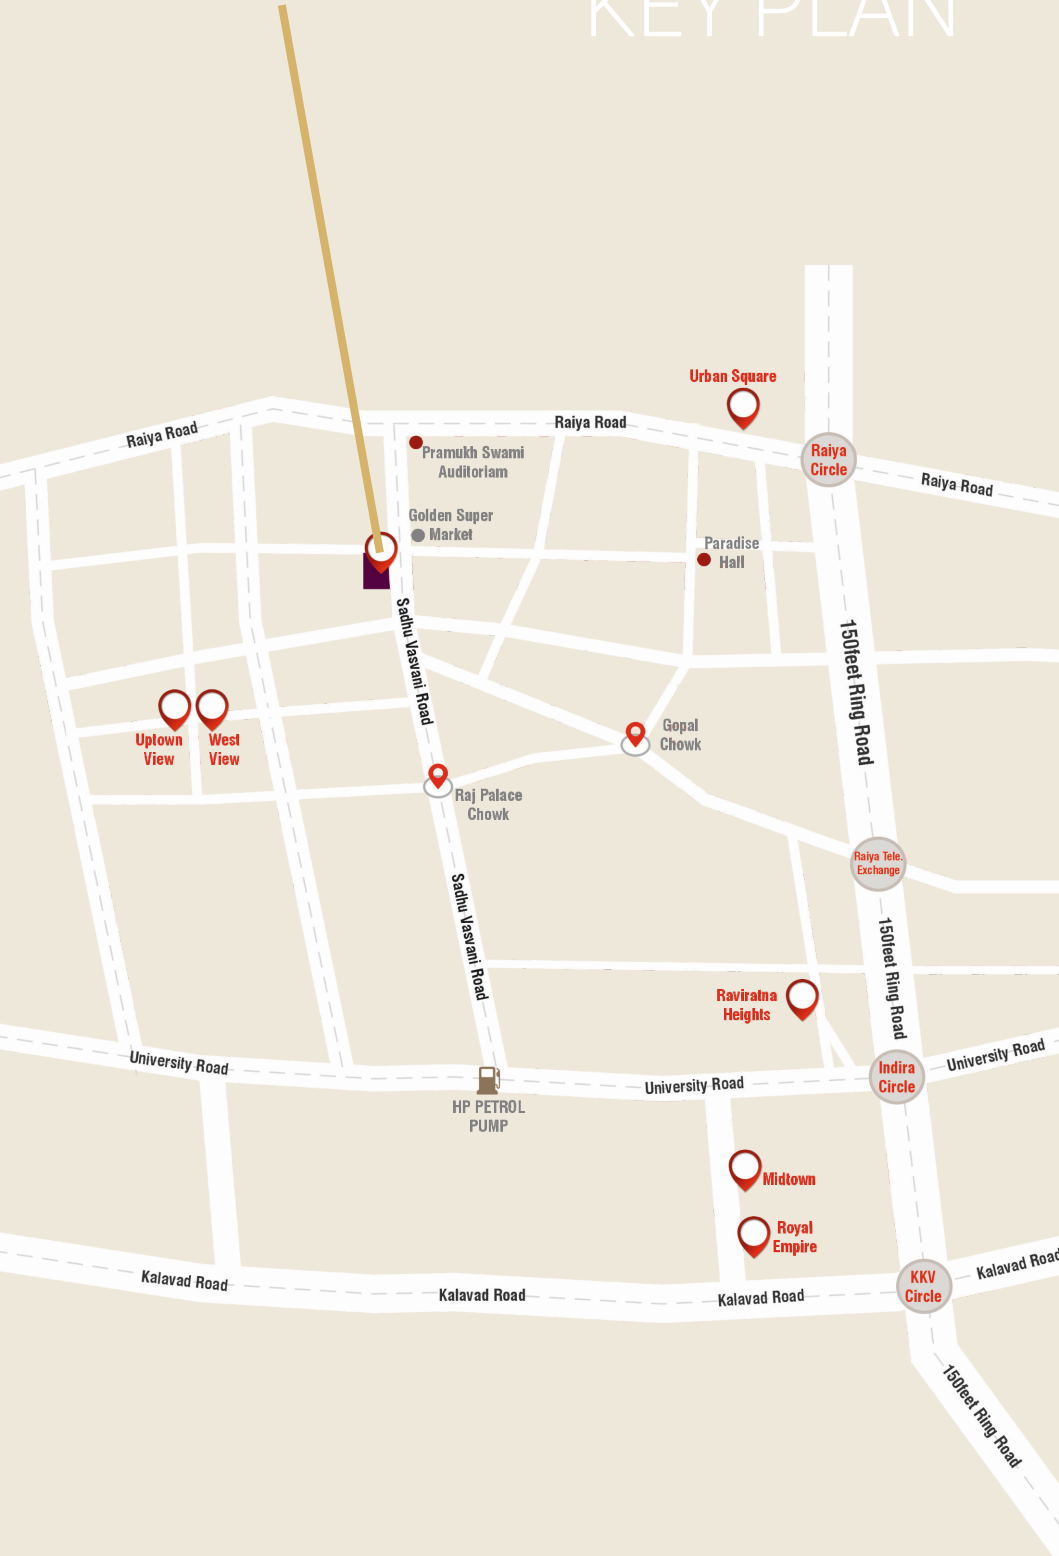 KEY PLAN
Urban Square
Raiya Road
Raiya Road
Pramukh Swami
Auditoriam
Raiya
Circle
Raiya Road
Golden Super
Market
Paradise
Hall
Sadhu Vasvani Road
150feet Ring Road
Uptown
View
West
View
Gopal
Chowk
Raj Palace
Chowk
Raiya Tele.
Exchange
Sadhu Vasvani Road
150feet Ring Road
Raviratna
Heights
University Road
University Road
Indira
Circle
University Road
HP PETROL
PUMP
Midtown
Royal
Empire
Kalavad Road
Kalavad Road
Kalavad Road
KKV
Circle
Kalavad Road
150feet Ring Road